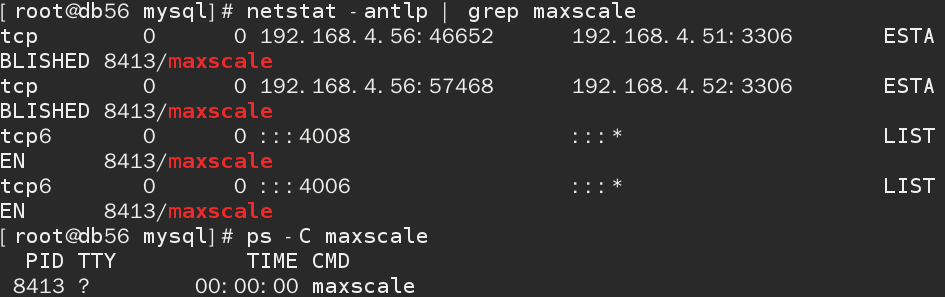 [root@db56 mysql]# netstat -antlp | grep maxscale
tcp        0      0 192.168.4.56:46652      192.168.4.51:3306       ESTA
BLISHED 8413/maxscale
tcp        0      0 192.168.4.56:57468      192.168.4.52:3306       ESTA
BLISHED 8413/maxscale
tcp6       0      0 :::4008                 :::*                    LIST
EN      8413/maxscale
tcp6       0      0 :::4006                 :::*                    LIST
EN      8413/maxscale
[root@db56 mysql]# ps -C maxscale
  PID TTY          TIME CMD
 8413 ?        00:00:00 maxscale